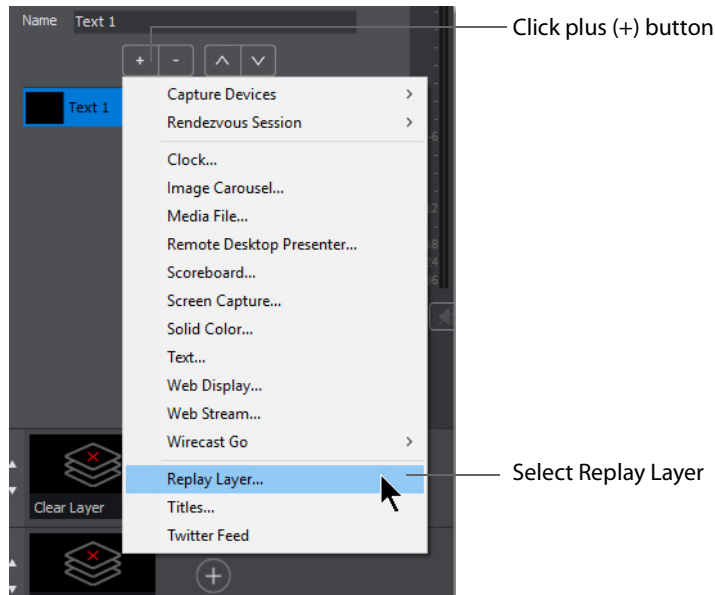 Name Text 1
Click plus (+) button
+ -
Text 1
Capture Devices
Rendezvous Session
Clock...
Image Carousel...
Media File...
Remote Desktop Presenter...
Scoreboard...
Screen Capture...
Solid Color...
Text...
Web Display...
Web Stream...
Wirecast Go
Replay Layer...
Select Replay Layer
Titles...
Clear Layer
Twitter Feed
+